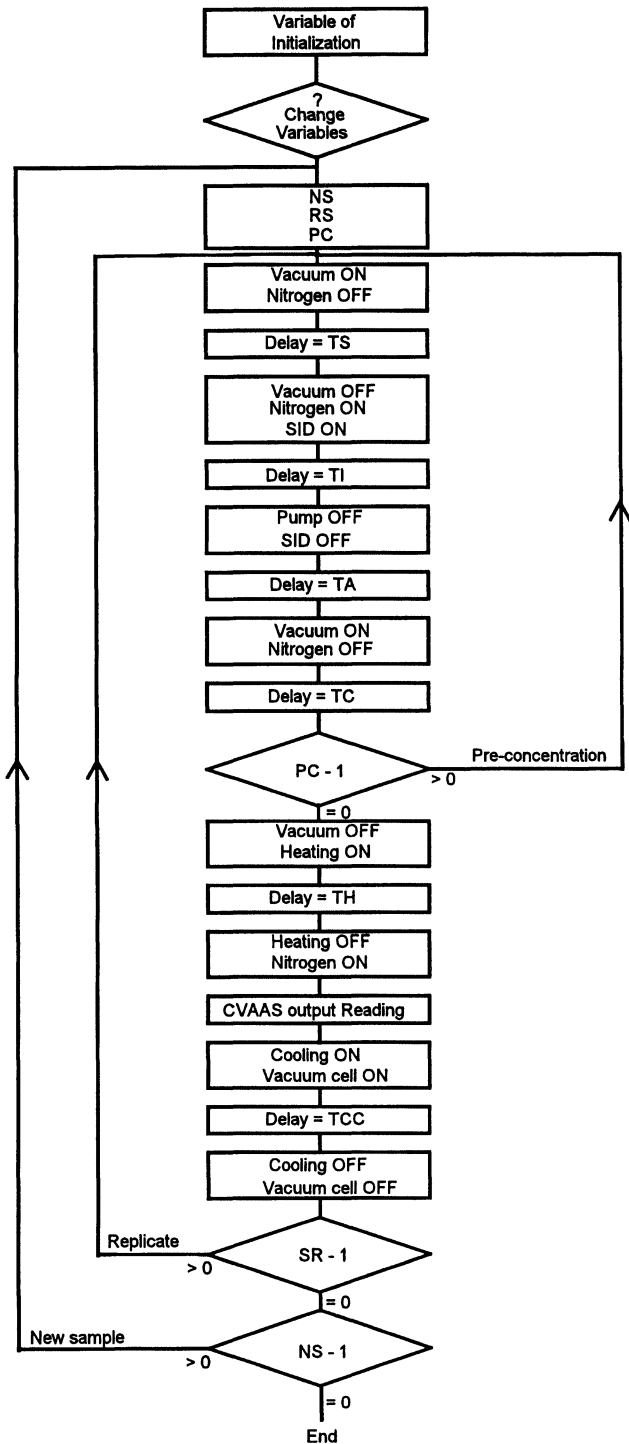 Variable of
Initialization
?
Change
Variables
NS
RS
PC
Vacuum ON
Nitrogen OFF
Delay = TS
Vacuum OFF
Nitrogen ON
SID ON
Delay = TI
Pump OFF
SID OFF
Delay = TA
Vacuum ON
Nitrogen OFF
Delay = TC
Pre-concentration
PC - 1
> 0
= 0
Vacuum OFF
Heating ON
Delay = TH
Heating OFF
Nitrogen ON
CVAAS output Reading
Cooling ON
Vacuum cell ON
Delay = TCC
Cooling OFF
Vacuum cell OFF
Replicate
SR - 1
> 0
= 0
New sample
NS - 1
> 0
= 0
End